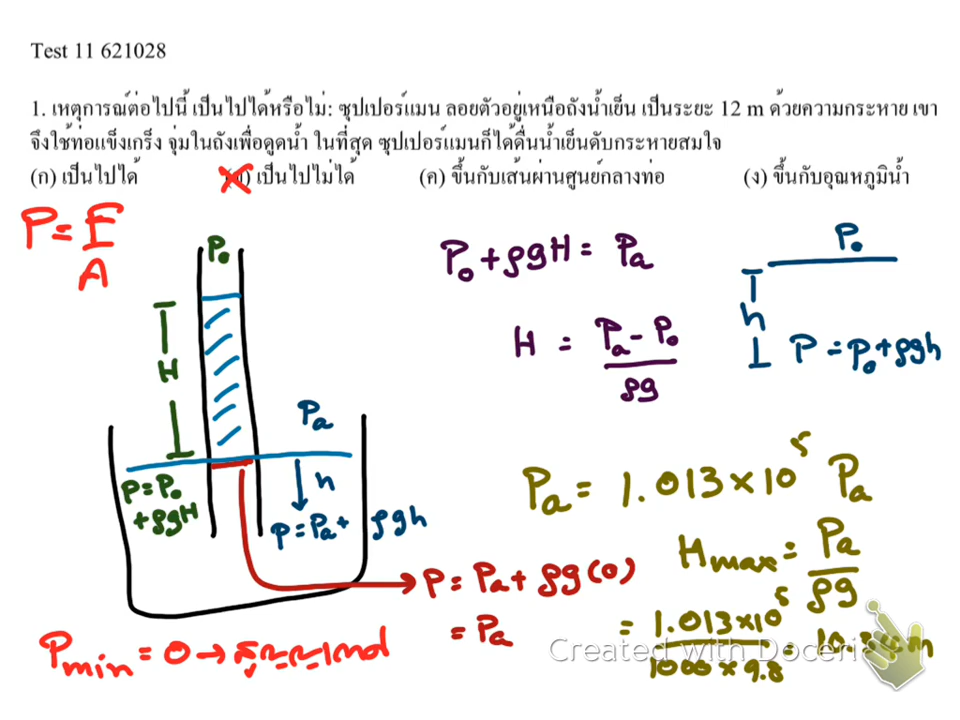 Test 11 621028
1. เหตุการณ์ต่อไปนี้ เป็นไปได้หรือไม่: ซุปเปอร์แมน ลอยตัวอยู่เหนือถังน้ำเย็น เป็นระยะ 12 m ด้วยความกระหาย เขา
จึงใช้ท่อแข็งเกร็ง จุ่มในถังเพื่อดูดน้ำ ในที่สุด ซุปเปอร์แมนก็ได้ดื่มน้ำเย็นดับกระหายสมใจ
(ก) เป็นไปได้ (ข) เป็นไปไม่ได้ (ค) ขึ้นกับเส้นผ่านศูนย์กลางท่อ (ง) ขึ้นกับอุณหภูมิน้ำ
P = F/A
P₀
H
Pa
h
P = P₀
+ ρgH
P = Pa + ρgh
P₀ + ρgH = Pa
H = (Pa - P₀)/ρg
P₀
h
P = P₀ + ρgh
Pa = 1.013 × 10⁵ Pa
Hmax = Pa/ρg
P = Pa + ρg(0)
= Pa
= 1.013×10⁵/1000 × 9.8 = m
Pmin = 0 → สูญญากาศ
Created with Doceri